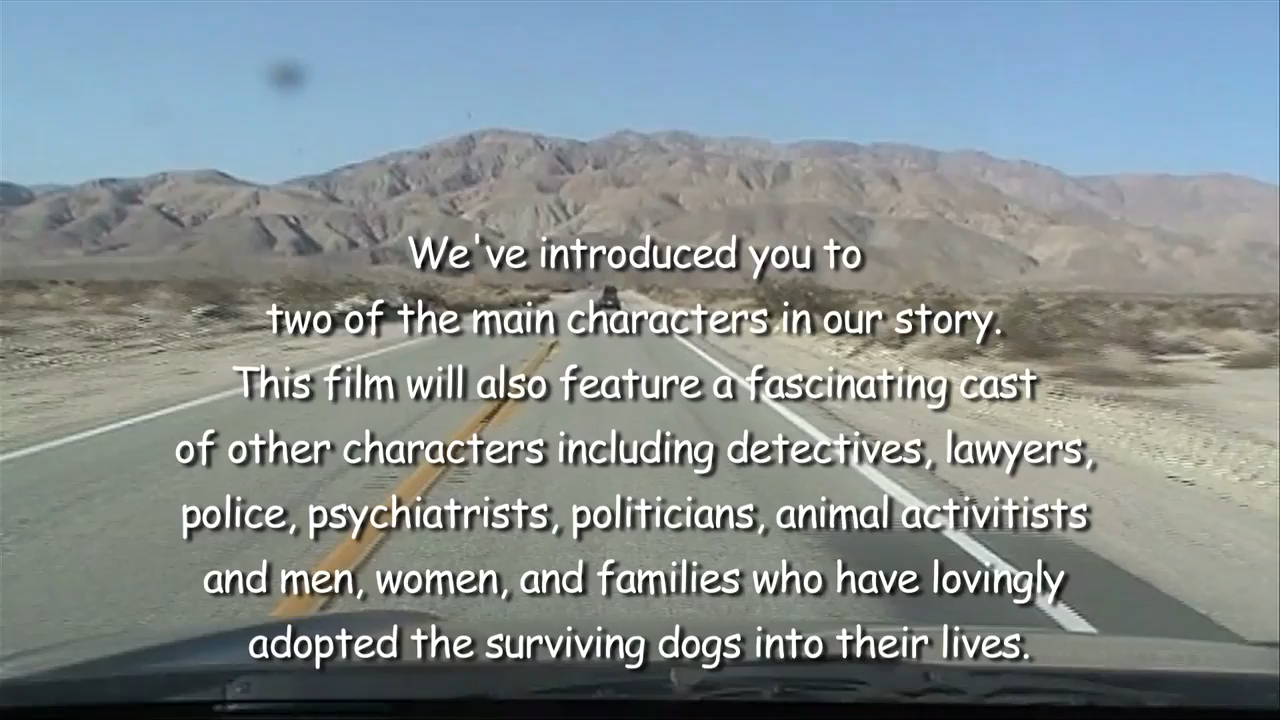 We've introduced you to
two of the main characters in our story.
This film will also feature a fascinating cast
of other characters including detectives, lawyers,
police, psychiatrists, politicians, animal activitists
and men, women, and families who have lovingly
adopted the surviving dogs into their lives.